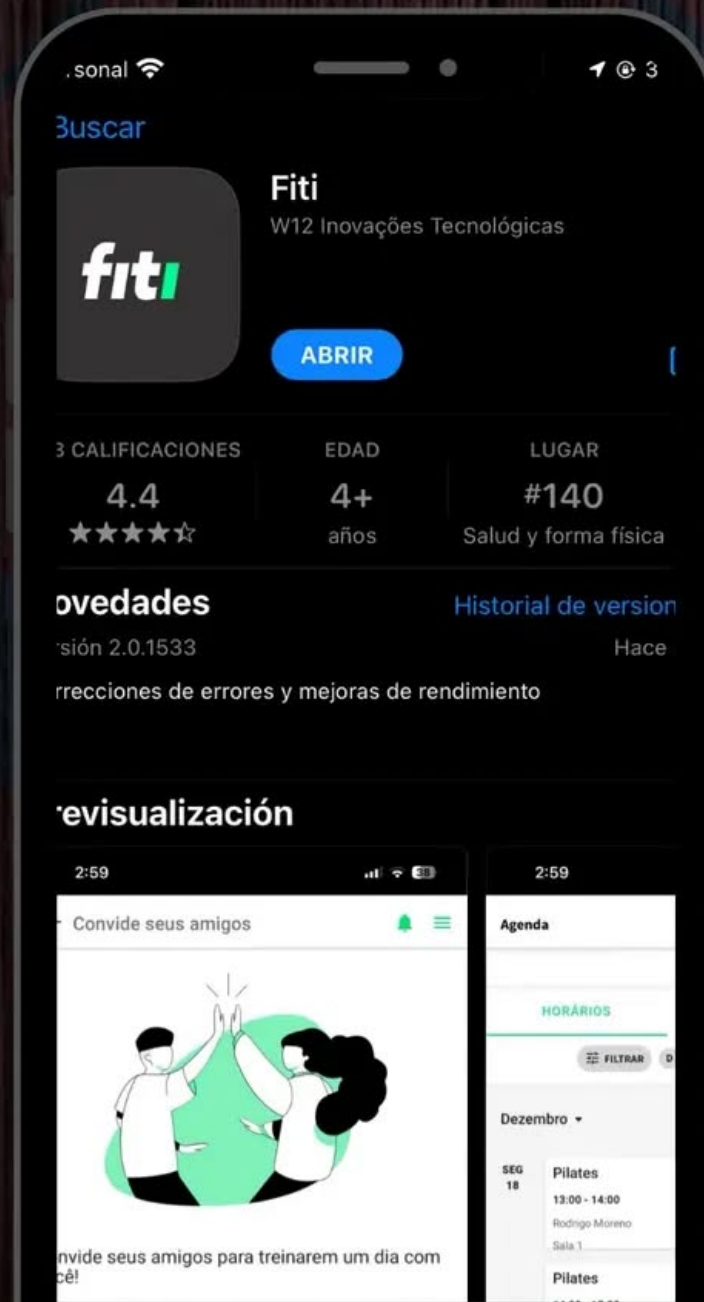 .sonal
3
Buscar
fiti
Fiti
W12 Inovações Tecnológicas
ABRIR
3 CALIFICACIONES
4.4
EDAD
4+
años
LUGAR
#140
Salud y forma física
ovedades
Historial de version
rsión 2.0.1533
Hace
rrecciones de errores y mejoras de rendimiento
revisualización
2:59
38
Convide seus amigos
nvide seus amigos para treinarem um dia com
cê!
2:59
Agenda
HORÁRIOS
FILTRAR
D
Dezembro
SEG
18
Pilates
13:00 - 14:00
Rodrigo Moreno
Sala 1
Pilates